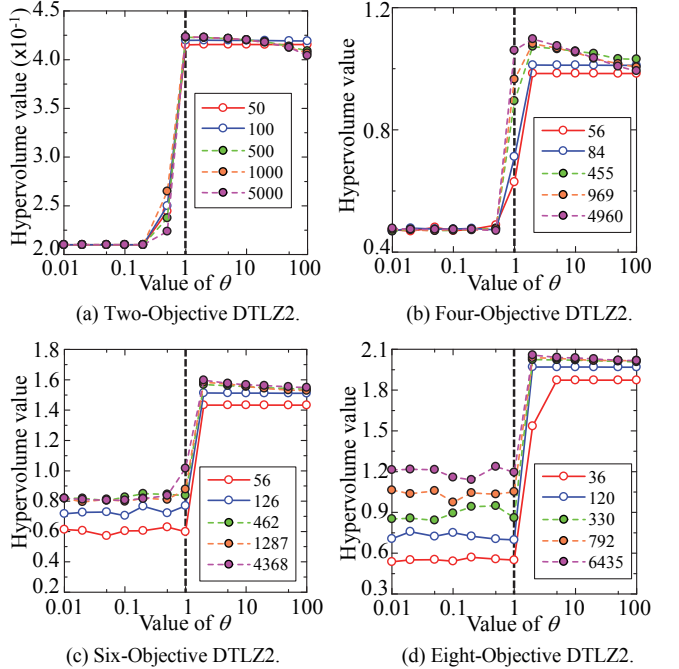 Hypervolume value (x10⁻¹)
4.5
4.0
3.5
3.0
2.5
2.0
50
100
500
1000
5000
0.01 0.1 1 10 100
Value of θ
(a) Two-Objective DTLZ2.
Hypervolume value
1.2
0.8
0.4
56
84
455
969
4960
0.01 0.1 1 10 100
Value of θ
(b) Four-Objective DTLZ2.
Hypervolume value
1.8
1.6
1.4
1.2
1.0
0.8
0.6
0.4
0.2
56
126
462
1287
4368
0.01 0.1 1 10 100
Value of θ
(c) Six-Objective DTLZ2.
Hypervolume value
2.1
1.8
1.5
1.2
0.9
0.6
0.3
36
120
330
792
6435
0.01 0.1 1 10 100
Value of θ
(d) Eight-Objective DTLZ2.